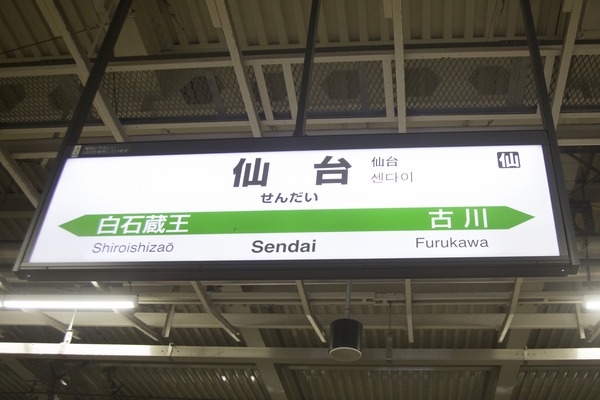 仙台
仙台
센다이
仙
せんだい
白石蔵王
古川
Shiroishizaō
Sendai
Furukawa